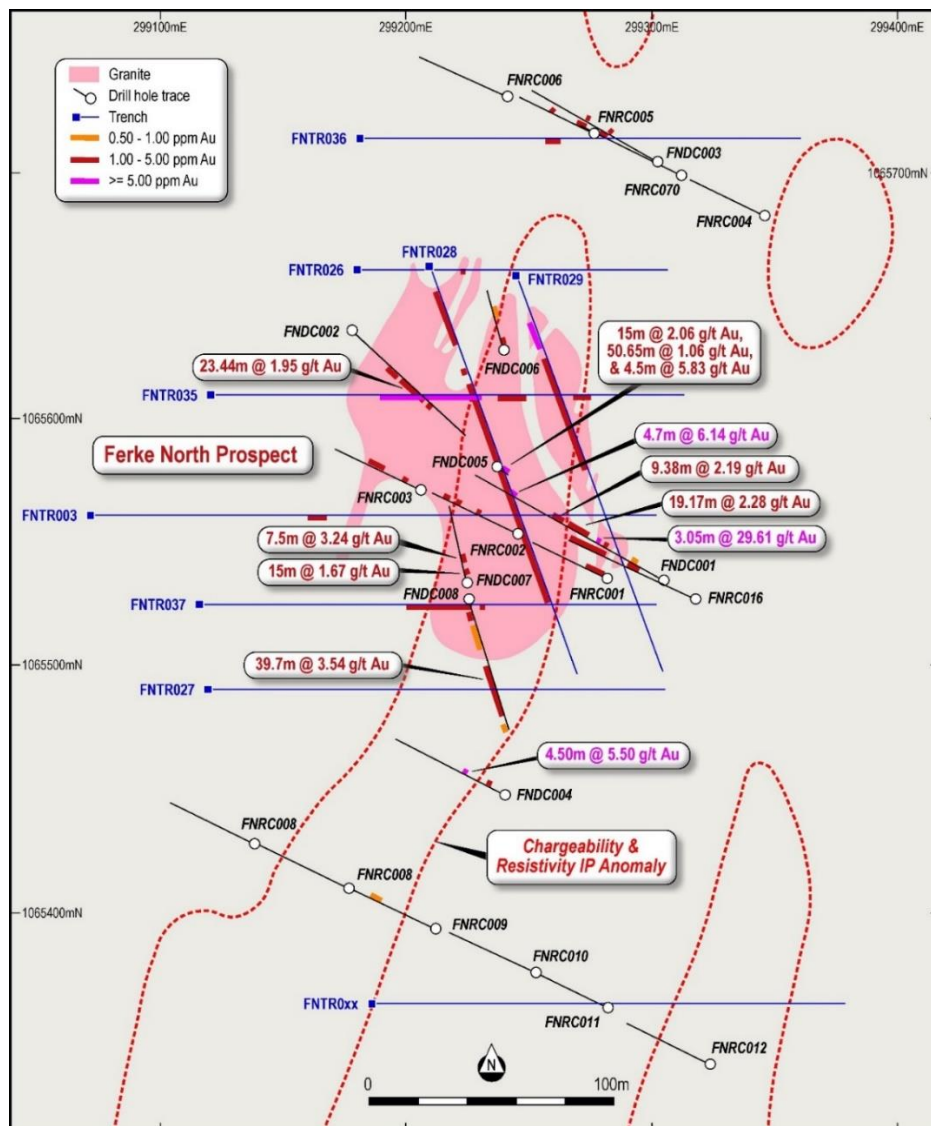 299100mE
299200mE
299300mE
299400mE
Granite
Drill hole trace
Trench
0.50 - 1.00 ppm Au
1.00 - 5.00 ppm Au
>= 5.00 ppm Au
FNRC006
FNRC005
FNTR036
FNDC003
FNRC070
1065700mN
FNRC004
FNTR028
FNTR026
FNTR029
FNDC002
15m @ 2.06 g/t Au,
50.65m @ 1.06 g/t Au,
& 4.5m @ 5.83 g/t Au
23.44m @ 1.95 g/t Au
FNDC006
FNTR035
1065600mN
4.7m @ 6.14 g/t Au
Ferke North Prospect
FNDC005
9.38m @ 2.19 g/t Au
FNRC003
19.17m @ 2.28 g/t Au
FNTR003
7.5m @ 3.24 g/t Au
FNRC002
3.05m @ 29.61 g/t Au
15m @ 1.67 g/t Au
FNDC007
FNDC001
FNDC008
FNRC001
FNRC016
FNTR037
1065500mN
39.7m @ 3.54 g/t Au
FNTR027
4.50m @ 5.50 g/t Au
FNDC004
FNRC008
Chargeability &
Resistivity IP Anomaly
FNRC008
1065400mN
FNRC009
FNRC010
FNTR0xx
FNRC011
FNRC012
N
0
100m